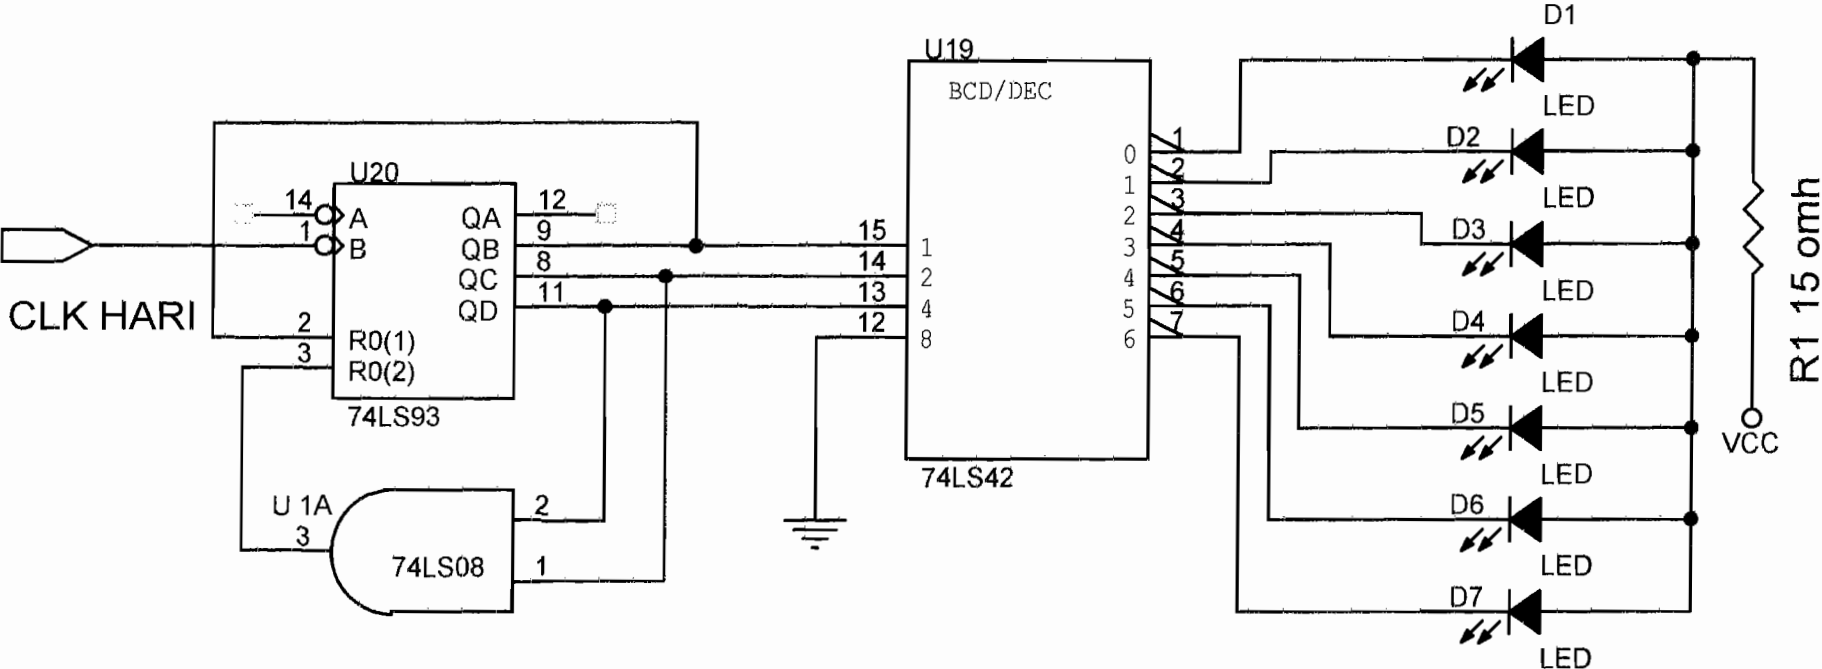 CLK HARI
U20
14
1
A
B
QA
QB
QC
QD
12
9
8
11
2
3
R0(1)
R0(2)
74LS93
U 1A
3
74LS08
2
1
U19
BCD/DEC
15
14
13
12
1
2
4
8
0
1
2
3
4
5
6
1
2
3
4
5
6
7
74LS42
D1
LED
D2
LED
D3
LED
D4
LED
D5
LED
D6
LED
D7
LED
R1 15 omh
VCC